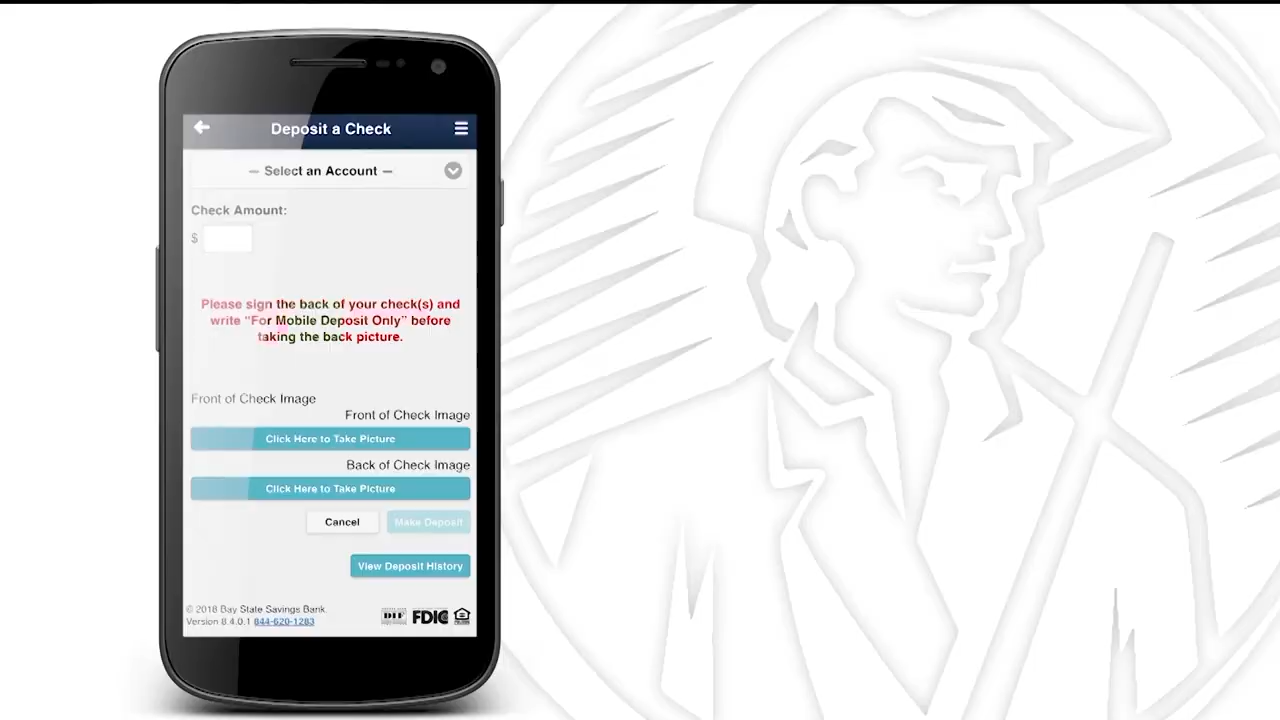 Deposit a Check
— Select an Account —
Check Amount:
$
Please sign the back of your check(s) and
write “For Mobile Deposit Only” before
taking the back picture.
Front of Check Image
Front of Check Image
Click Here to Take Picture
Back of Check Image
Click Here to Take Picture
Cancel Make Deposit
View Deposit History
© 2018 Bay State Savings Bank
Version 8.4.0.1 844-620-1283
DIF FDIC